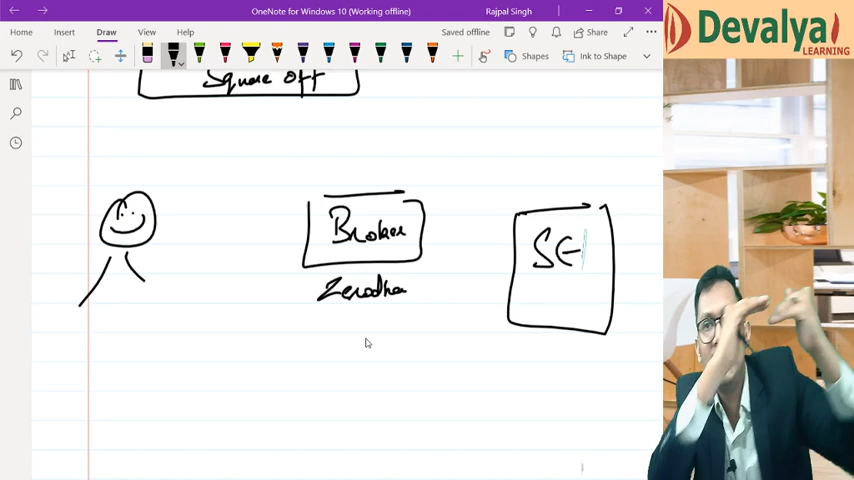 OneNote for Windows 10 (Working offline)
Rajpal Singh
Home Insert Draw View Help
Saved offline
Share
Shapes
Ink to Shape
Square off
Broker
Zerodha
SE
Devalya
LEARNING